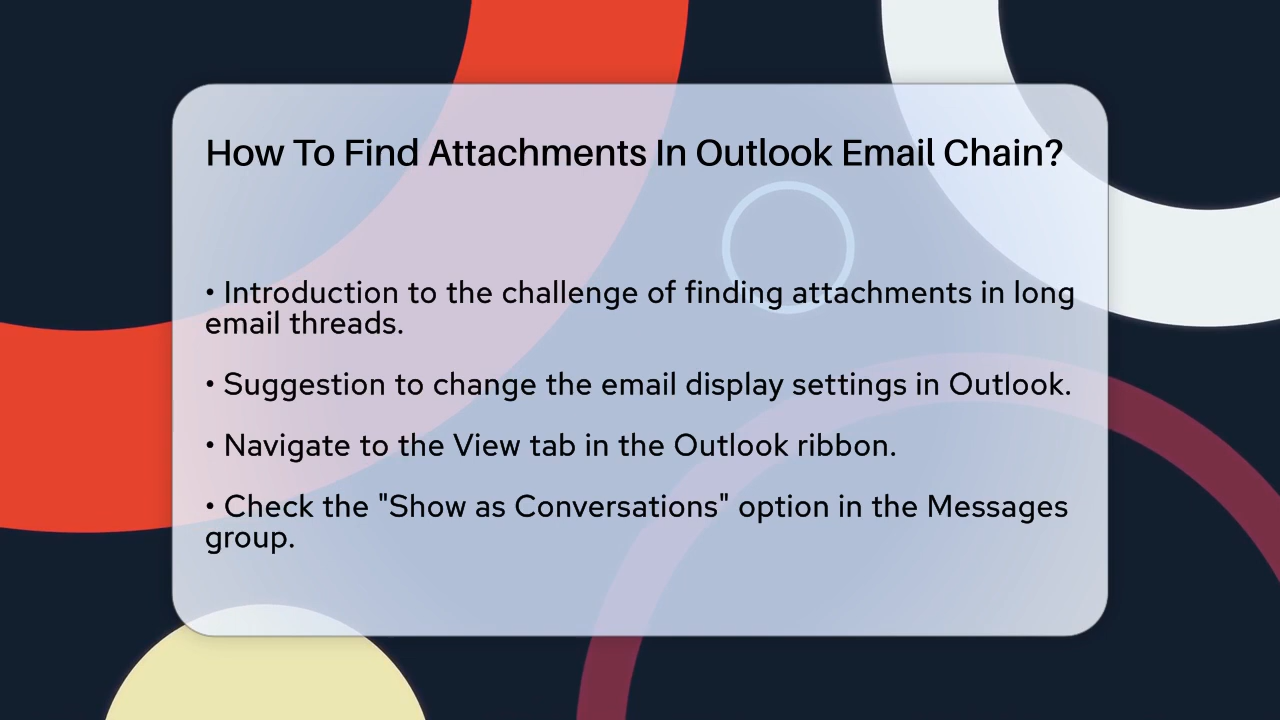 How To Find Attachments In Outlook Email Chain?
• Introduction to the challenge of finding attachments in long
email threads.
• Suggestion to change the email display settings in Outlook.
• Navigate to the View tab in the Outlook ribbon.
• Check the "Show as Conversations" option in the Messages
group.